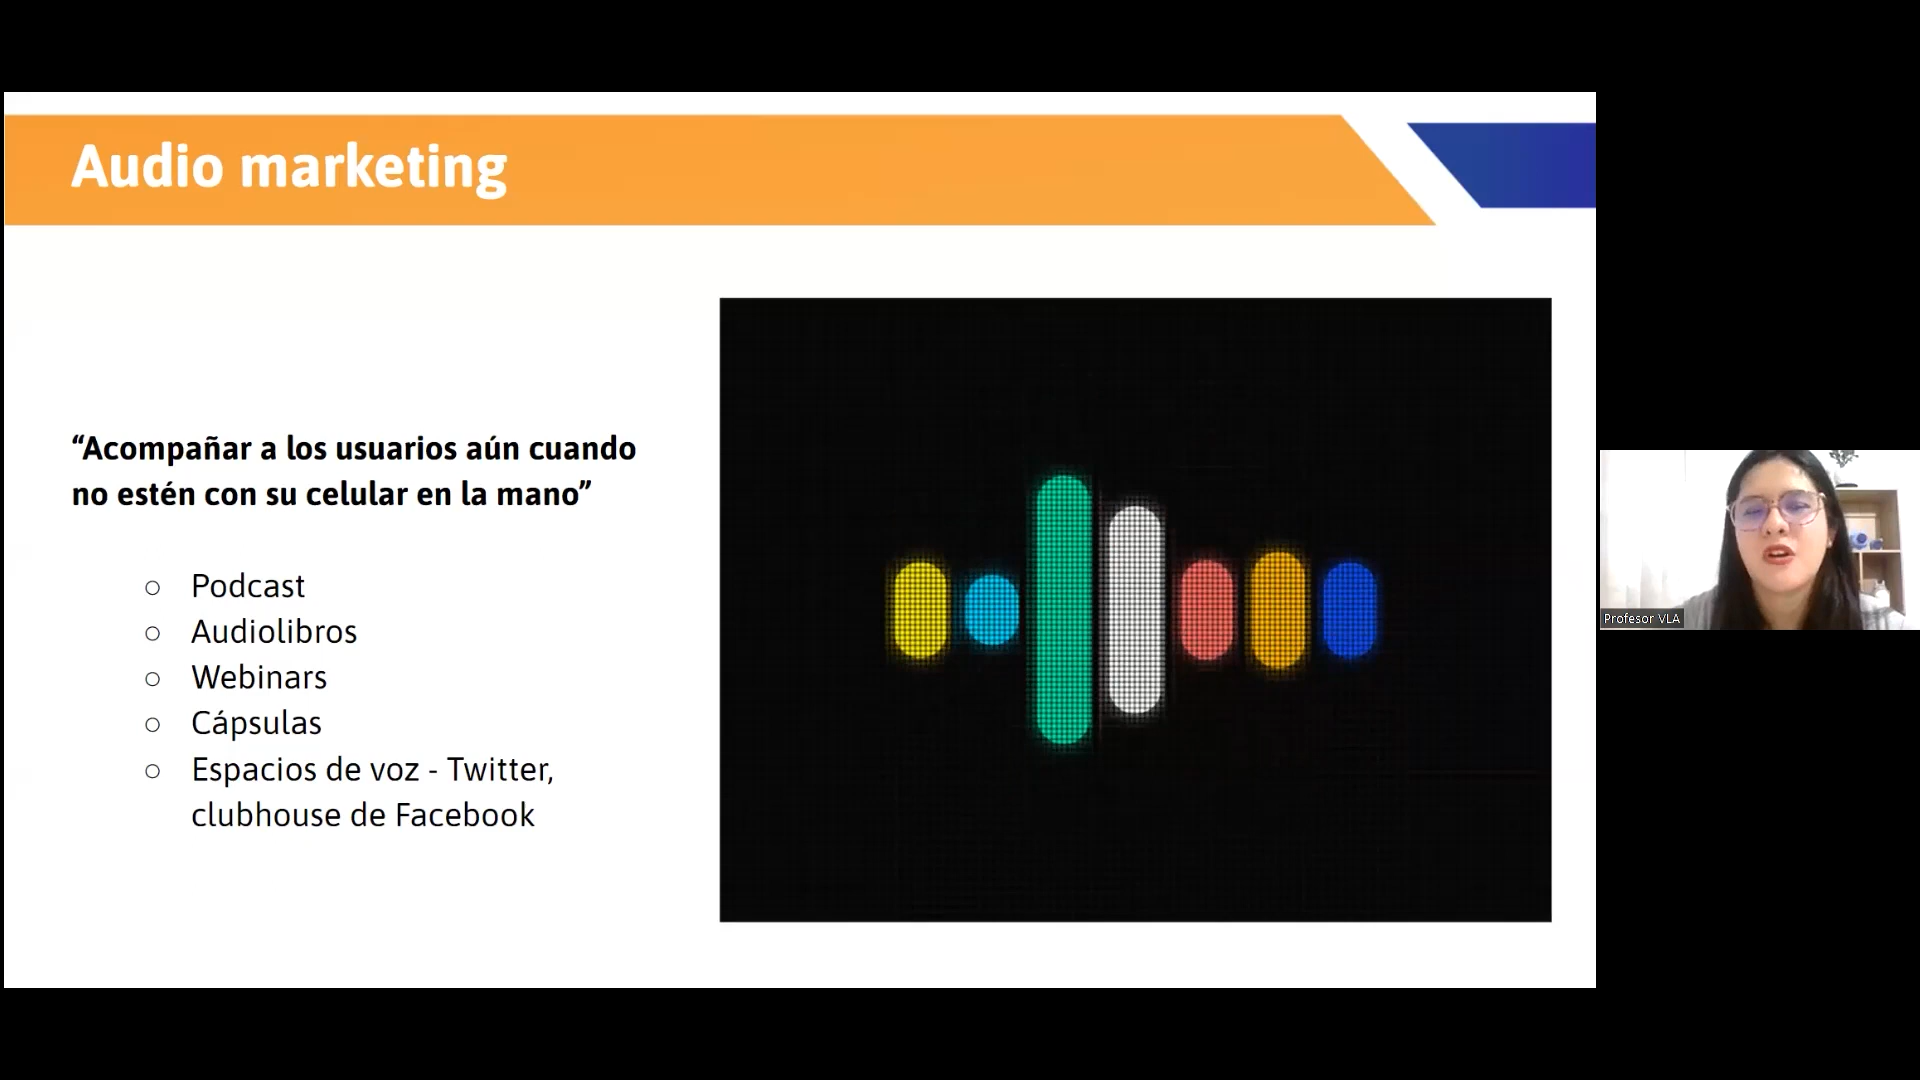 Audio marketing
“Acompañar a los usuarios aún cuando
no estén con su celular en la mano”
○ Podcast
○ Audiolibros
○ Webinars
○ Cápsulas
○ Espacios de voz - Twitter,
clubhouse de Facebook
Profesor VLA